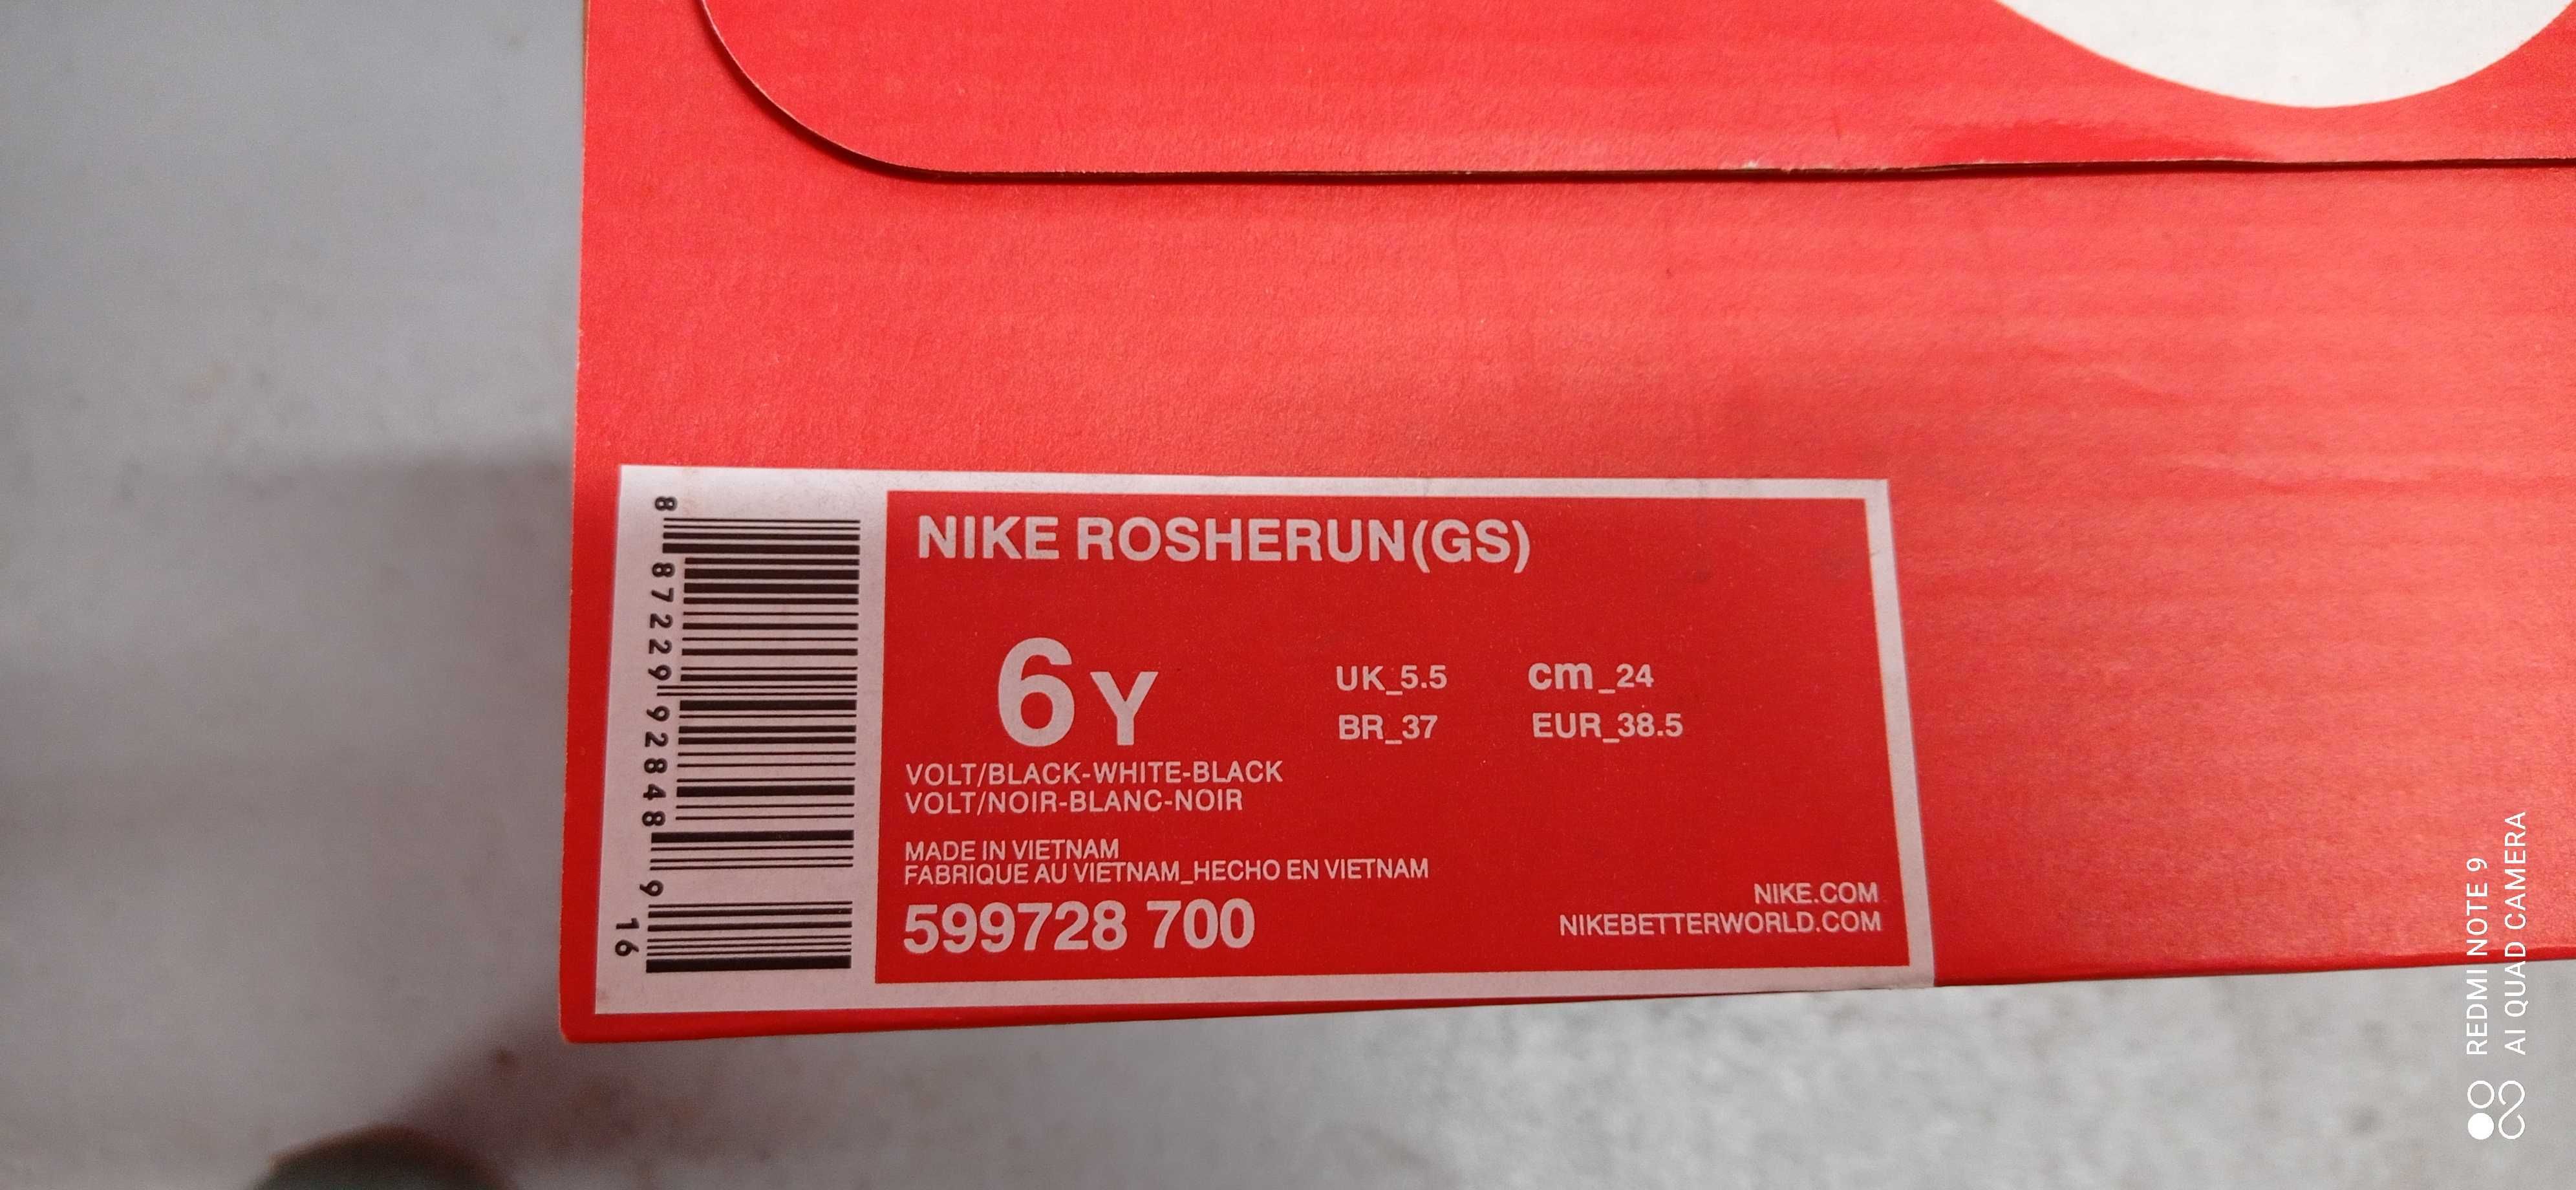 NIKE ROSHERUN(GS)
6Y
UK_5.5 cm_24
BR_37 EUR_38.5
VOLT/BLACK-WHITE-BLACK
VOLT/NOIR-BLANC-NOIR
MADE IN VIETNAM
FABRIQUE AU VIETNAM_HECHO EN VIETNAM
599728 700
NIKE.COM
NIKEBETTERWORLD.COM
8 87229 92848 9
16
REDMI NOTE 9
AI QUAD CAMERA